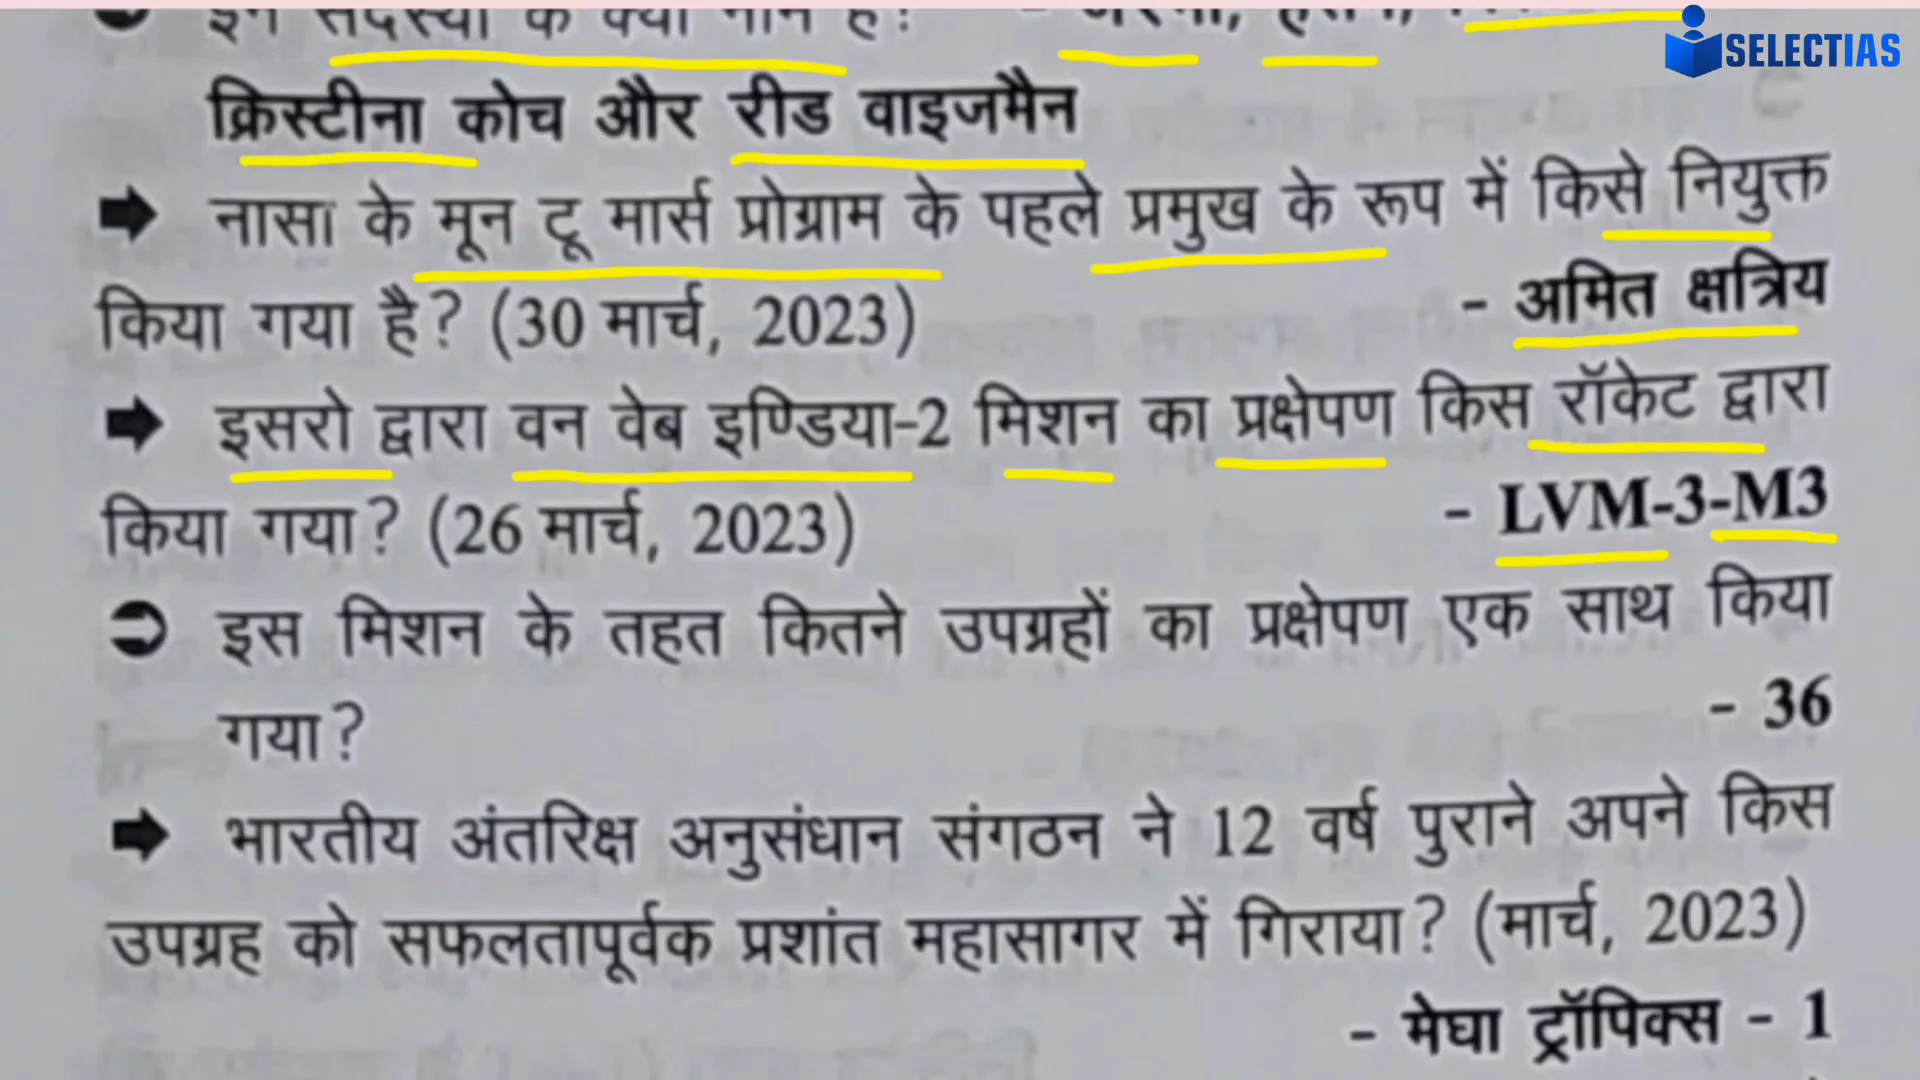 इन सदस्यों के क्या नाम हैं?
SELECTIAS
क्रिस्टीना कोच और रीड वाइजमैन
नासा के मून टू मार्स प्रोग्राम के पहले प्रमुख के रूप में किसे नियुक्त
किया गया है? (30 मार्च, 2023) - अमित क्षत्रिय
इसरो द्वारा वन वेब इण्डिया-2 मिशन का प्रक्षेपण किस रॉकेट द्वारा
किया गया? (26 मार्च, 2023) - LVM-3-M3
इस मिशन के तहत कितने उपग्रहों का प्रक्षेपण एक साथ किया
गया? - 36
भारतीय अंतरिक्ष अनुसंधान संगठन ने 12 वर्ष पुराने अपने किस
उपग्रह को सफलतापूर्वक प्रशांत महासागर में गिराया? (मार्च, 2023)
- मेघा ट्रॉपिक्स - 1